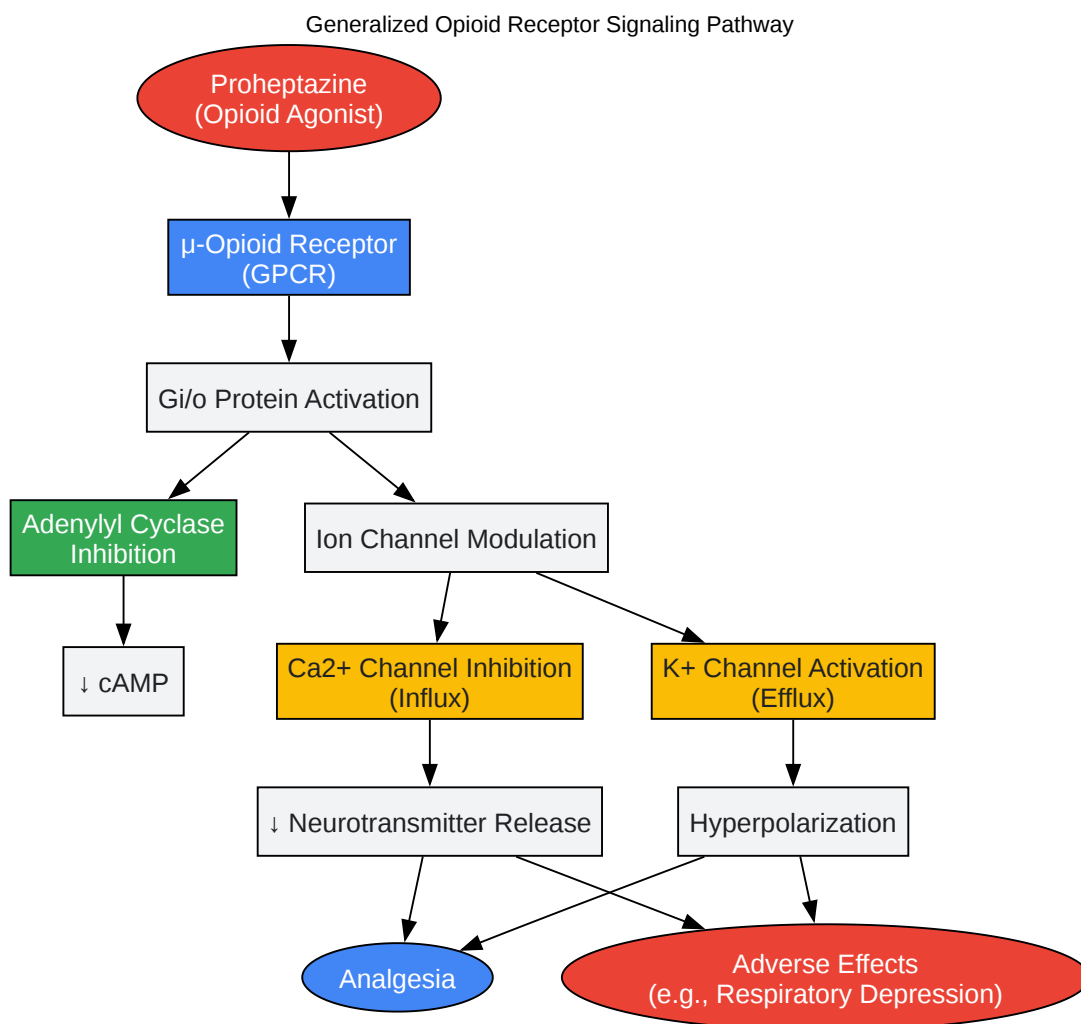 Generalized Opioid Receptor Signaling Pathway
Proheptazine
(Opioid Agonist)
μ-Opioid Receptor
(GPCR)
Gi/o Protein Activation
Adenylyl Cyclase
Inhibition
Ion Channel Modulation
↓ cAMP
Ca2+ Channel Inhibition
(Influx)
K+ Channel Activation
(Efflux)
↓ Neurotransmitter Release
Hyperpolarization
Analgesia
Adverse Effects
(e.g., Respiratory Depression)